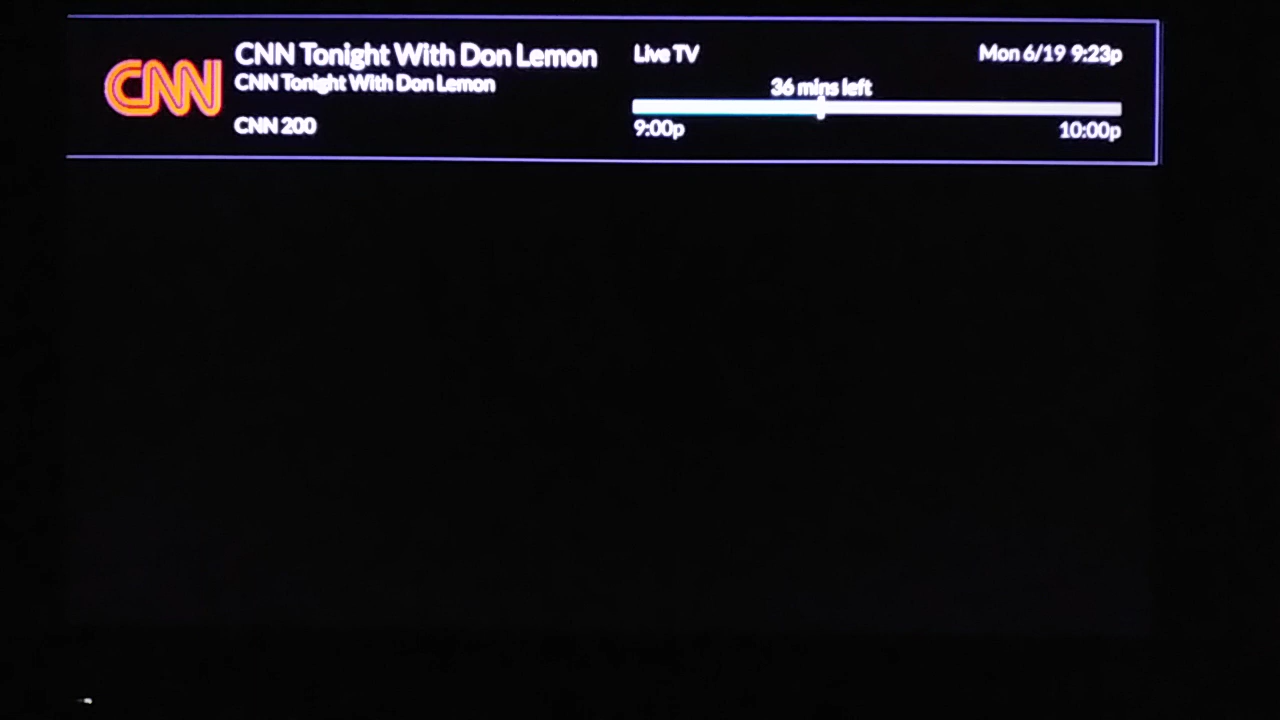 CNN
CNN Tonight With Don Lemon
CNN Tonight With Don Lemon
CNN 200
Live TV
Mon 6/19 9:23p
36 mins left
9:00p
10:00p